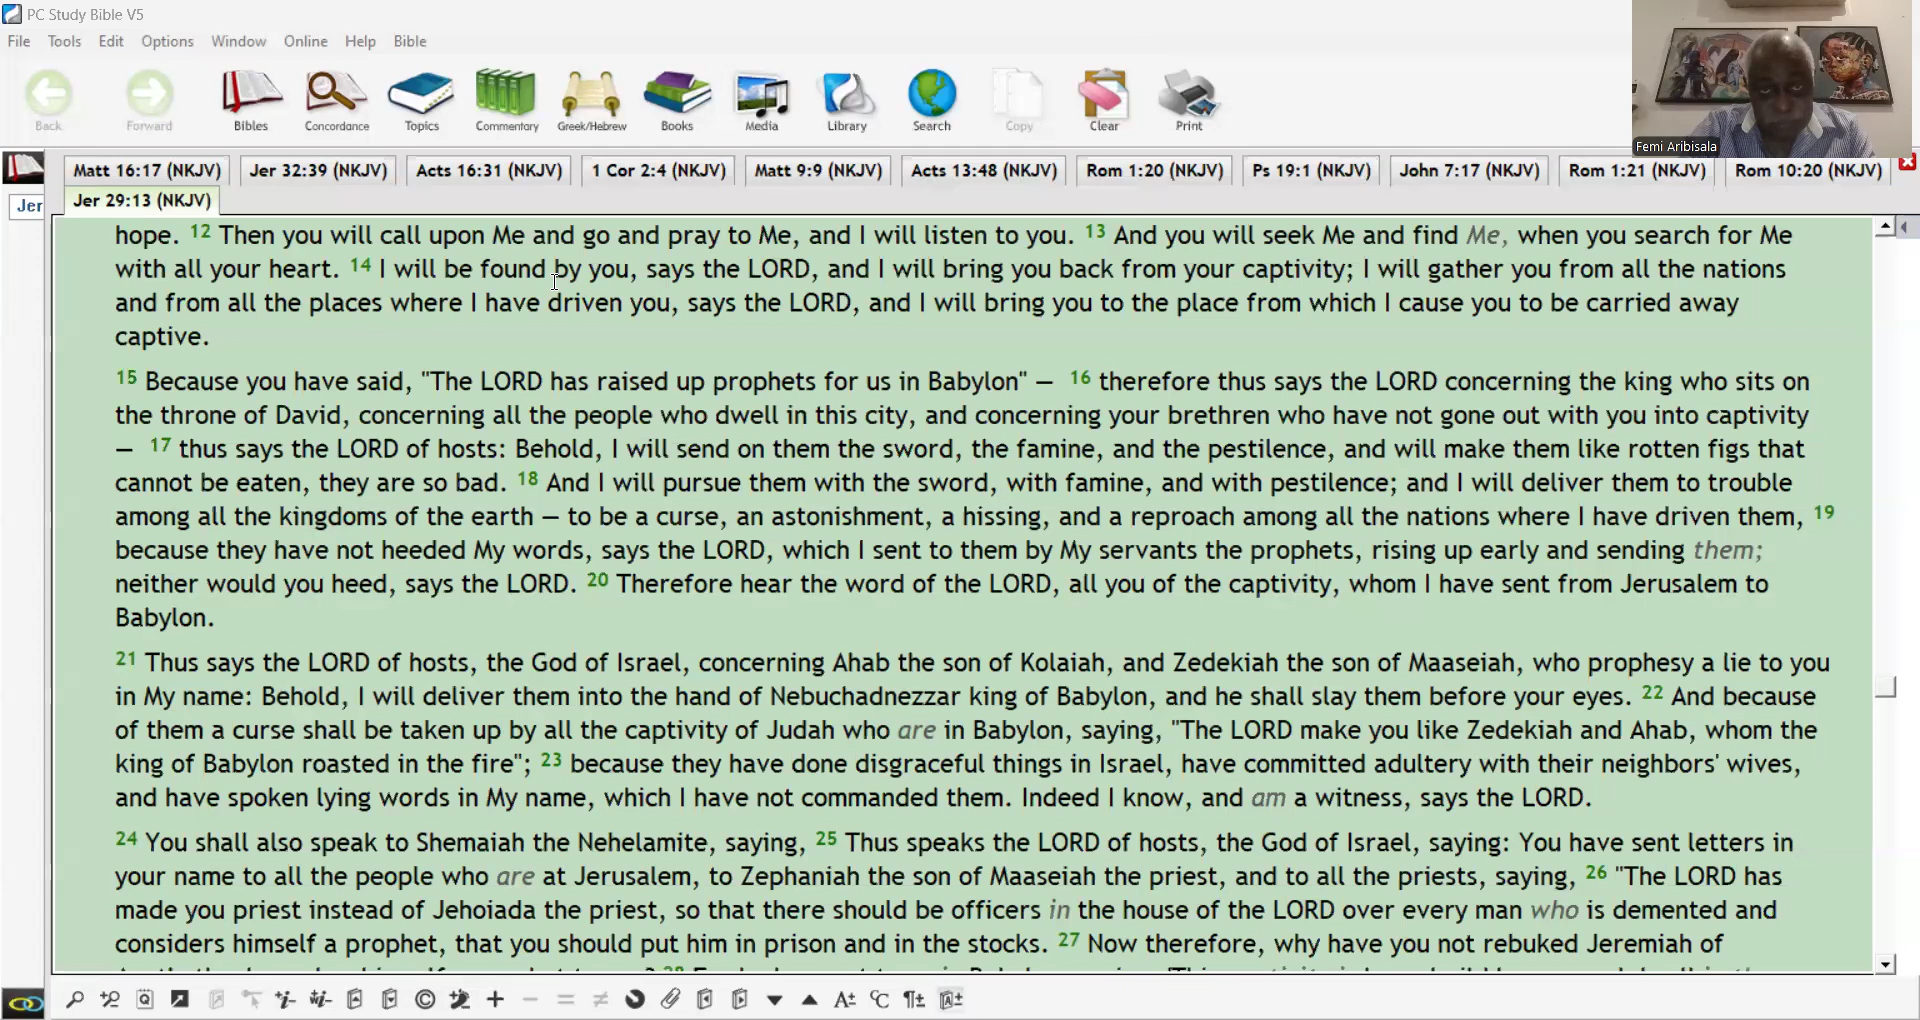 PC Study Bible V5
File Tools Edit Options Window Online Help Bible
Back Forward Bibles Concordance Topics Commentary Greek/Hebrew Books Media Library Search Copy Clear Print
Femi Aribisala
Matt 16:17 (NKJV) Jer 32:39 (NKJV) Acts 16:31 (NKJV) 1 Cor 2:4 (NKJV) Matt 9:9 (NKJV) Acts 13:48 (NKJV) Rom 1:20 (NKJV) Ps 19:1 (NKJV) John 7:17 (NKJV) Rom 1:21 (NKJV) Rom 10:20 (NKJV)
Jer Jer 29:13 (NKJV)
hope. 12 Then you will call upon Me and go and pray to Me, and I will listen to you. 13 And you will seek Me and find Me, when you search for Me
with all your heart. 14 I will be found by you, says the LORD, and I will bring you back from your captivity; I will gather you from all the nations
and from all the places where I have driven you, says the LORD, and I will bring you to the place from which I cause you to be carried away
captive.
15 Because you have said, "The LORD has raised up prophets for us in Babylon" — 16 therefore thus says the LORD concerning the king who sits on
the throne of David, concerning all the people who dwell in this city, and concerning your brethren who have not gone out with you into captivity
— 17 thus says the LORD of hosts: Behold, I will send on them the sword, the famine, and the pestilence, and will make them like rotten figs that
cannot be eaten, they are so bad. 18 And I will pursue them with the sword, with famine, and with pestilence; and I will deliver them to trouble
among all the kingdoms of the earth — to be a curse, an astonishment, a hissing, and a reproach among all the nations where I have driven them, 19
because they have not heeded My words, says the LORD, which I sent to them by My servants the prophets, rising up early and sending them;
neither would you heed, says the LORD. 20 Therefore hear the word of the LORD, all you of the captivity, whom I have sent from Jerusalem to
Babylon.
21 Thus says the LORD of hosts, the God of Israel, concerning Ahab the son of Kolaiah, and Zedekiah the son of Maaseiah, who prophesy a lie to you
in My name: Behold, I will deliver them into the hand of Nebuchadnezzar king of Babylon, and he shall slay them before your eyes. 22 And because
of them a curse shall be taken up by all the captivity of Judah who are in Babylon, saying, "The LORD make you like Zedekiah and Ahab, whom the
king of Babylon roasted in the fire"; 23 because they have done disgraceful things in Israel, have committed adultery with their neighbors' wives,
and have spoken lying words in My name, which I have not commanded them. Indeed I know, and am a witness, says the LORD.
24 You shall also speak to Shemaiah the Nehelamite, saying, 25 Thus speaks the LORD of hosts, the God of Israel, saying: You have sent letters in
your name to all the people who are at Jerusalem, to Zephaniah the son of Maaseiah the priest, and to all the priests, saying, 26 "The LORD has
made you priest instead of Jehoiada the priest, so that there should be officers in the house of the LORD over every man who is demented and
considers himself a prophet, that you should put him in prison and in the stocks. 27 Now therefore, why have you not rebuked Jeremiah of